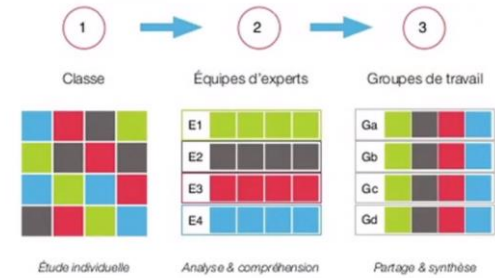 1 2 3
Classe Équipes d'experts Groupes de travail
E1 Ga
E2 Gb
E3 Gc
E4 Gd
Étude individuelle Analyse & compréhension Partage & synthèse